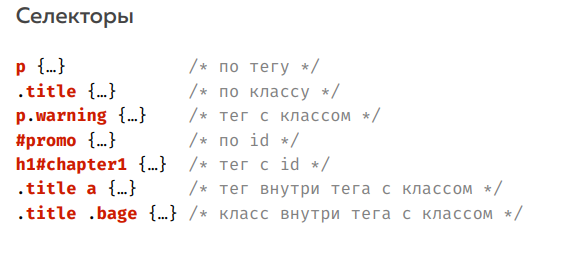 Селекторы
p {…} /* по тегу */
.title {…} /* по классу */
p.warning {…} /* тег с классом */
#promo {…} /* по id */
h1#chapter1 {…} /* тег с id */
.title a {…} /* тег внутри тега с классом */
.title .bage {…} /* класс внутри тега с классом */